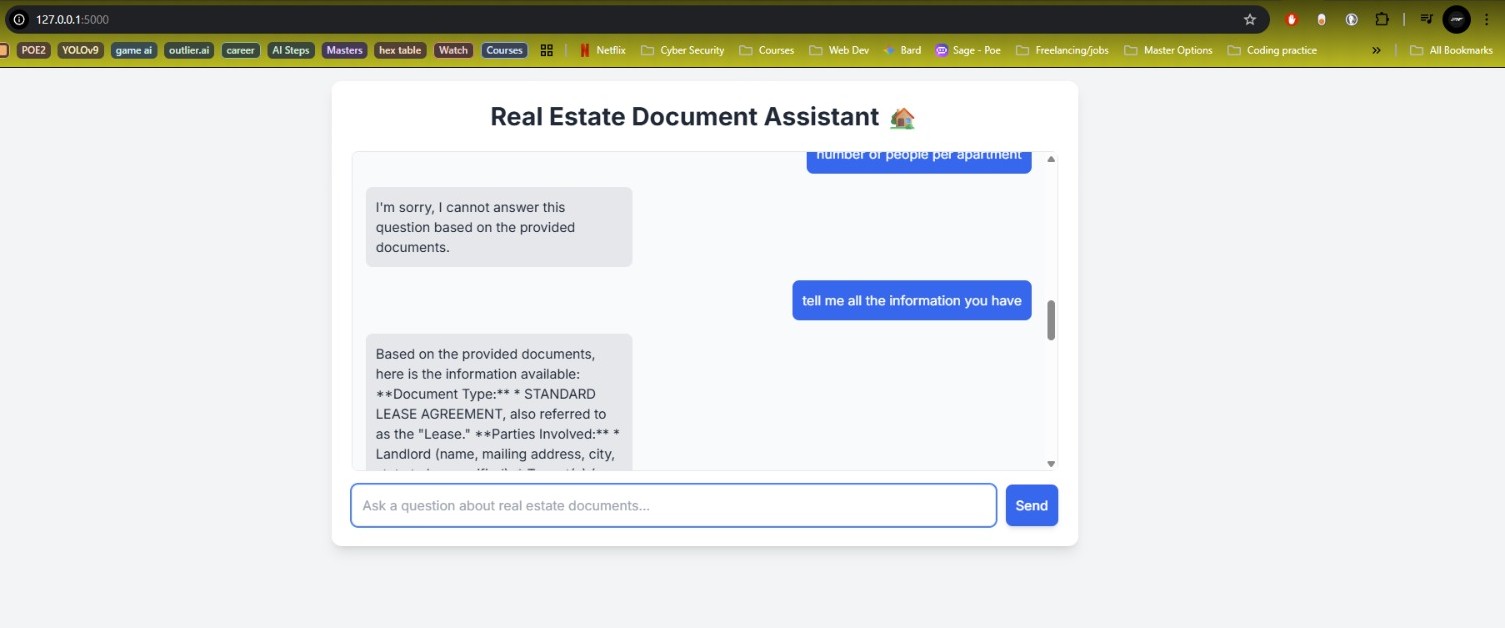 127.0.0.1:5000
POE2 YOLOv9 game ai outlier.ai career AI Steps Masters hex table Watch Courses Netflix Cyber Security Courses Web Dev Bard Sage - Poe Freelancing/jobs Master Options Coding practice » All Bookmarks
Real Estate Document Assistant
number of people per apartment
I'm sorry, I cannot answer this
question based on the provided
documents.
tell me all the information you have
Based on the provided documents,
here is the information available:
**Document Type:** * STANDARD
LEASE AGREEMENT, also referred to
as the "Lease." **Parties Involved:** *
Landlord (name, mailing address, city,
Ask a question about real estate documents...
Send